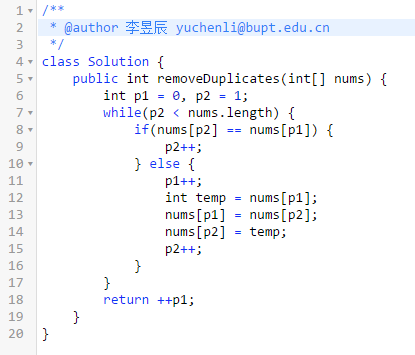 1 /**
2  * @author 李昱辰 yuchenli@bupt.edu.cn
3  */
4 class Solution {
5     public int removeDuplicates(int[] nums) {
6         int p1 = 0, p2 = 1;
7         while(p2 < nums.length) {
8             if(nums[p2] == nums[p1]) {
9                 p2++;
10             } else {
11                 p1++;
12                 int temp = nums[p1];
13                 nums[p1] = nums[p2];
14                 nums[p2] = temp;
15                 p2++;
16             }
17         }
18         return ++p1;
19     }
20 }